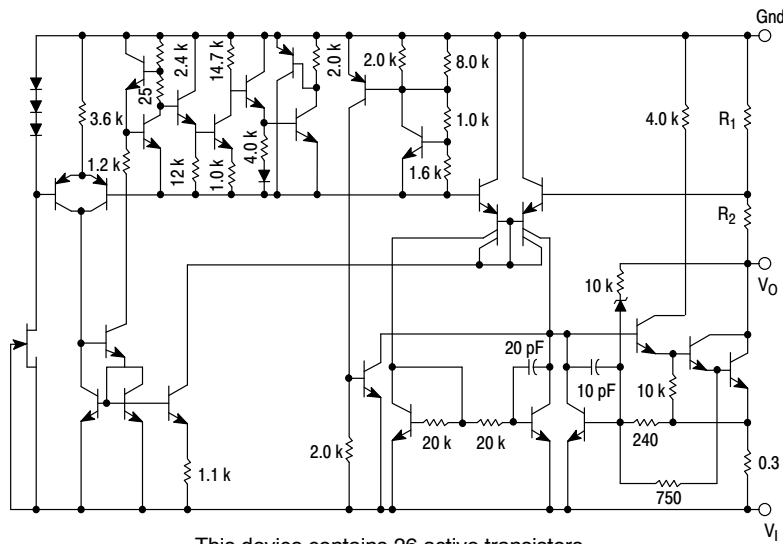 Gnd
2.4 k
14.7 k
2.0 k
2.0 k
8.0 k
25
3.6 k
1.0 k
4.0 k
R1
1.2 k
12 k
1.0 k
4.0 k
1.6 k
R2
10 k
VO
20 pF
10 pF
10 k
20 k
20 k
240
2.0 k
0.3
1.1 k
750
VI
This device contains 26 active transistors.